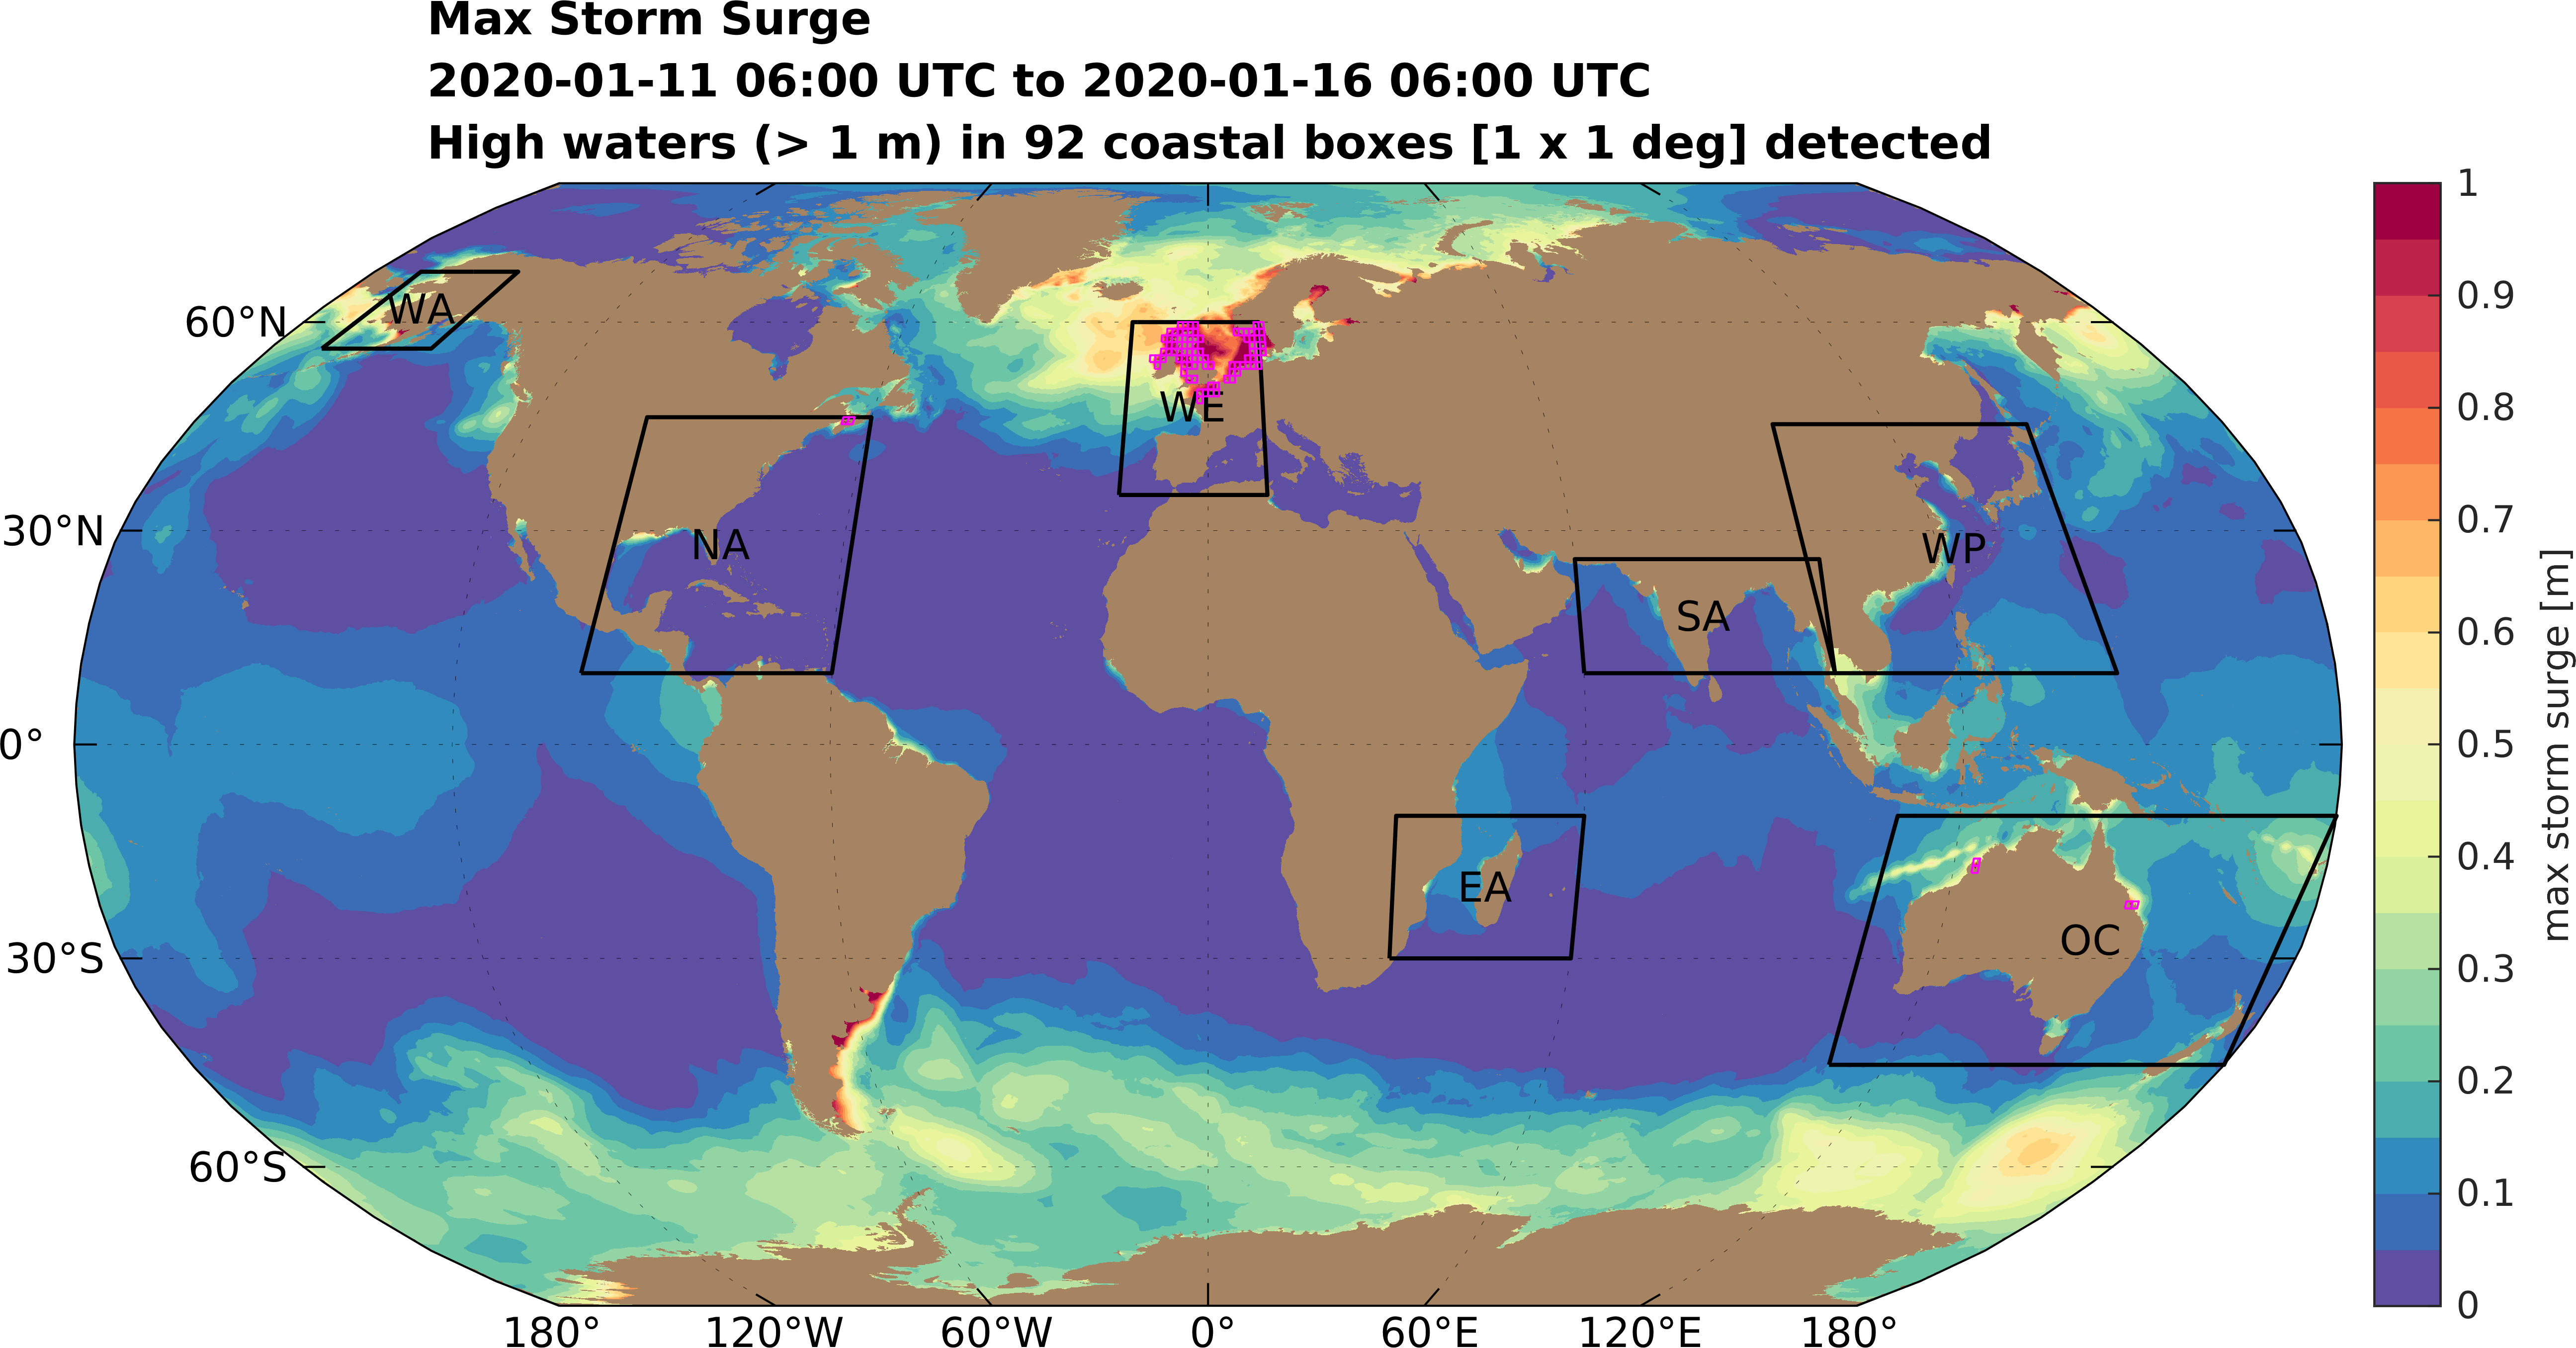 Max Storm Surge
2020-01-11 06:00 UTC to 2020-01-16 06:00 UTC
High waters (> 1 m) in 92 coastal boxes [1 x 1 deg] detected
60°N
30°N
0°
30°S
60°S
WA
NA
WE
WP
SA
EA
OC
180°
120°W
60°W
0°
60°E
120°E
180°
1
0.9
0.8
0.7
0.6
0.5
0.4
0.3
0.2
0.1
0
max storm surge [m]